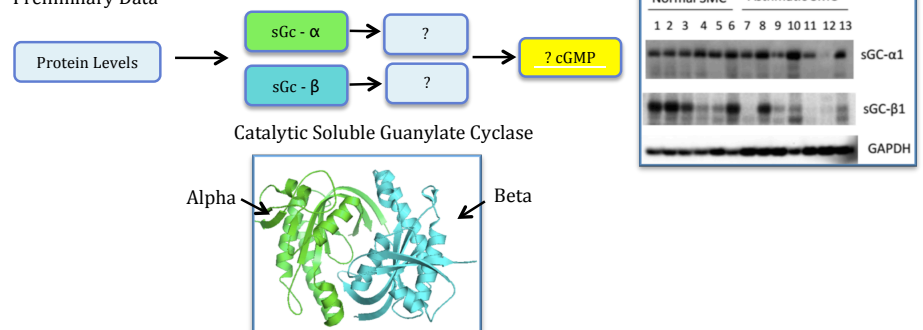 Preliminary Data
Protein Levels
sGc - α
?
sGc - β
?
? cGMP
Catalytic Soluble Guanylate Cyclase
Alpha
Beta
Normal SMC
1 2 3 4 5 6 7 8 9 10 11 12 13
sGC-α1
sGC-β1
GAPDH